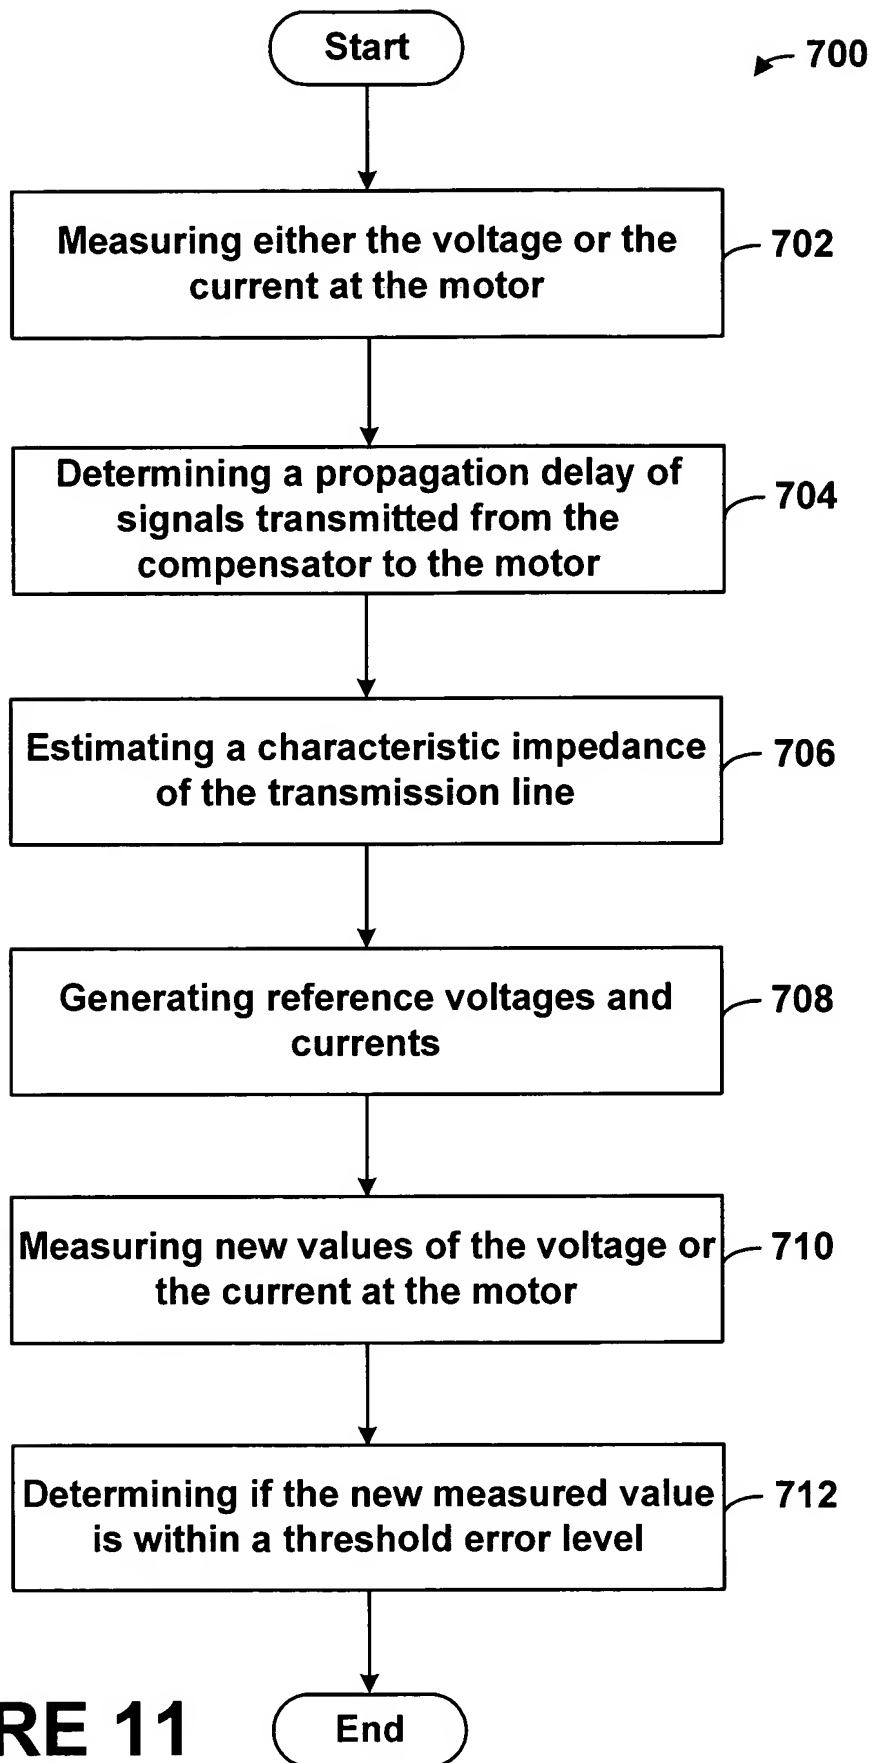 Start
700
Measuring either the voltage or the
current at the motor
702
Determining a propagation delay of
signals transmitted from the
compensator to the motor
704
Estimating a characteristic impedance
of the transmission line
706
Generating reference voltages and
currents
708
Measuring new values of the voltage or
the current at the motor
710
Determining if the new measured value
is within a threshold error level
712
RE 11
End